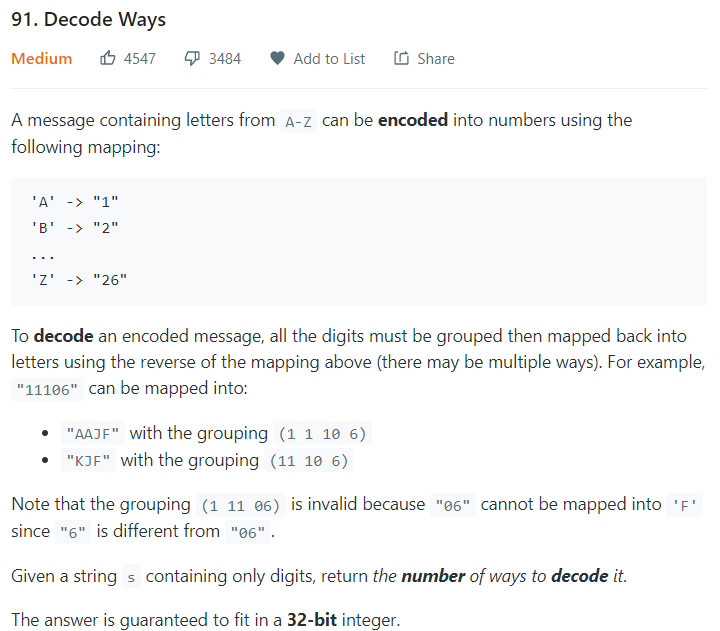 91. Decode Ways
Medium 4547 3484 Add to List Share
A message containing letters from A-Z can be encoded into numbers using the
following mapping:
'A' -> "1"
'B' -> "2"
...
'Z' -> "26"
To decode an encoded message, all the digits must be grouped then mapped back into
letters using the reverse of the mapping above (there may be multiple ways). For example,
"11106" can be mapped into:
• "AAJF" with the grouping (1 1 10 6)
• "KJF" with the grouping (11 10 6)
Note that the grouping (1 11 06) is invalid because "06" cannot be mapped into 'F'
since "6" is different from "06".
Given a string s containing only digits, return the number of ways to decode it.
The answer is guaranteed to fit in a 32-bit integer.